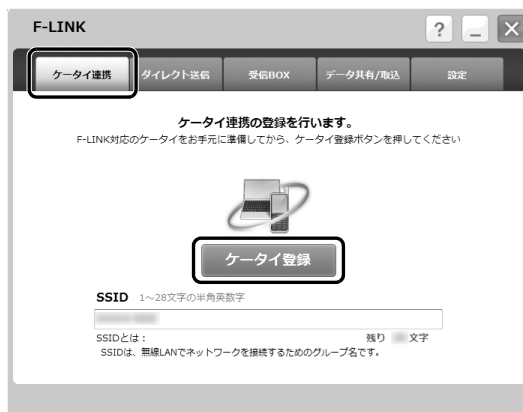 F-LINK
?
ケータイ連携 ダイレクト送信 受信BOX データ共有/取込 設定
ケータイ連携の登録を行います。
F-LINK対応のケータイをお手元に準備してから、ケータイ登録ボタンを押してください
ケータイ登録
SSID 1～28文字の半角英数字
SSIDとは： 残り 文字
SSIDは、無線LANでネットワークを接続するためのグループ名です。